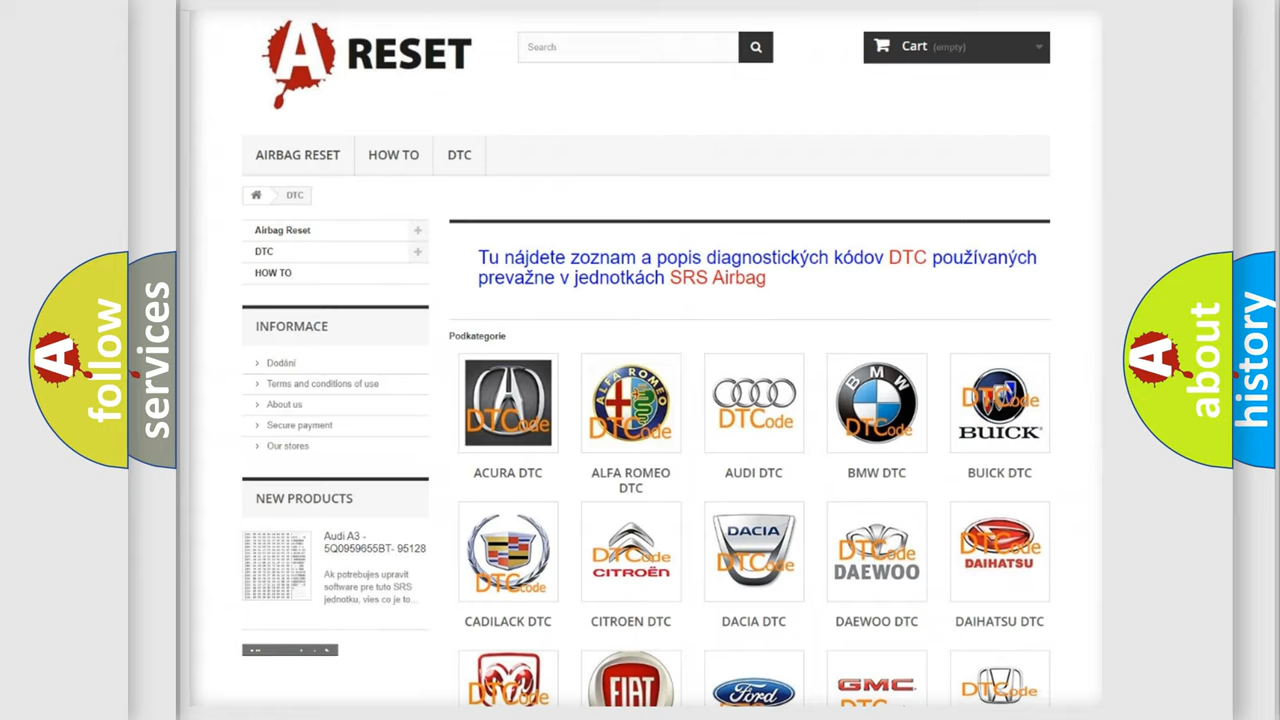 A RESET
Search
Cart (empty)
AIRBAG RESET
HOW TO
DTC
DTC
Airbag Reset
DTC
HOW TO
INFORMACE
Dodání
Terms and conditions of use
About us
Secure payment
Our stores
NEW PRODUCTS
Audi A3 -
5Q0959655BT- 95128
Ak potrebujes upravit
software pre tuto SRS
jednotku, vies co je to...
Tu nájdete zoznam a popis diagnostických kódov DTC používaných
prevažne v jednotkách SRS Airbag
Podkategorie
DTCode
ALFA ROMEO
DTCode
DTCode
BMW
DTCode
DTCode
BUICK
ACURA DTC
ALFA ROMEO
DTC
AUDI DTC
BMW DTC
BUICK DTC
DTCode
DTCode
CITROËN
DACIA
DTCode
DTCode
DAEWOO
DTCode
DAIHATSU
CADILACK DTC
CITROEN DTC
DACIA DTC
DAEWOO DTC
DAIHATSU DTC
DTCode
FIAT
Ford
GMC
DTCode
A follow
services
A about
history